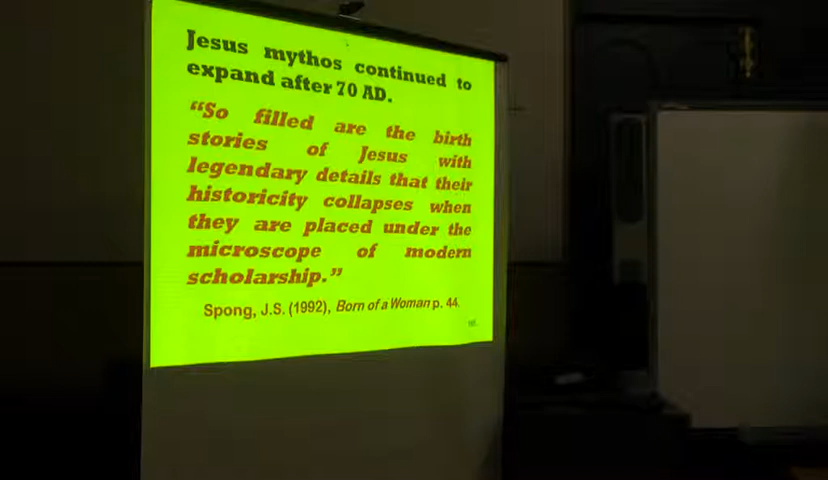 Jesus mythos continued to
expand after 70 AD.
“So filled are the birth
stories of Jesus with
legendary details that their
historicity collapses when
they are placed under the
microscope of modern
scholarship.”
Spong, J.S. (1992), Born of a Woman p. 44.